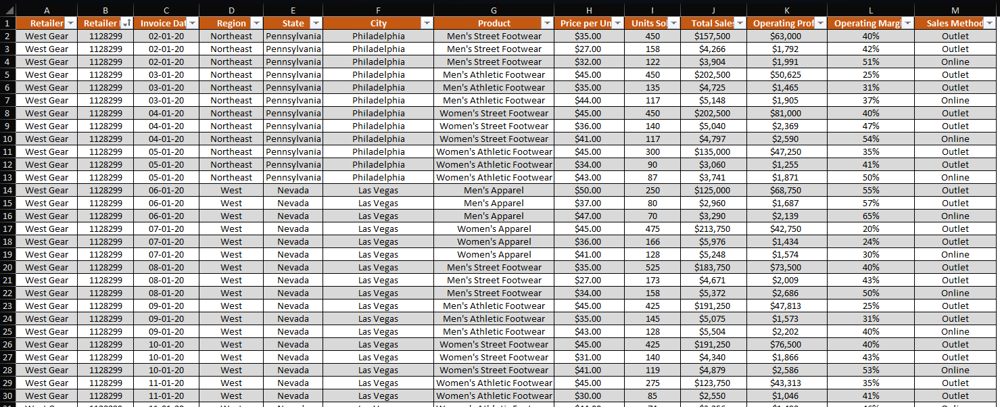 A B C D E F G H I J K L M
1 Retailer Retailer Invoice Dat Region State City Product Price per Un Units So Total Sales Operating Prof Operating Margi Sales Method
2 West Gear 1128299 02-01-20 Northeast Pennsylvania Philadelphia Men's Street Footwear $35.00 450 $157,500 $63,000 40% Outlet
3 West Gear 1128299 02-01-20 Northeast Pennsylvania Philadelphia Men's Street Footwear $27.00 158 $4,266 $1,792 42% Outlet
4 West Gear 1128299 02-01-20 Northeast Pennsylvania Philadelphia Men's Street Footwear $32.00 122 $3,904 $1,991 51% Online
5 West Gear 1128299 03-01-20 Northeast Pennsylvania Philadelphia Men's Athletic Footwear $45.00 450 $202,500 $50,625 25% Outlet
6 West Gear 1128299 03-01-20 Northeast Pennsylvania Philadelphia Men's Athletic Footwear $35.00 135 $4,725 $1,465 31% Outlet
7 West Gear 1128299 03-01-20 Northeast Pennsylvania Philadelphia Men's Athletic Footwear $44.00 117 $5,148 $1,905 37% Online
8 West Gear 1128299 04-01-20 Northeast Pennsylvania Philadelphia Women's Street Footwear $45.00 450 $202,500 $81,000 40% Outlet
9 West Gear 1128299 04-01-20 Northeast Pennsylvania Philadelphia Women's Street Footwear $36.00 140 $5,040 $2,369 47% Outlet
10 West Gear 1128299 04-01-20 Northeast Pennsylvania Philadelphia Women's Street Footwear $41.00 117 $4,797 $2,590 54% Online
11 West Gear 1128299 05-01-20 Northeast Pennsylvania Philadelphia Women's Athletic Footwear $45.00 300 $135,000 $47,250 35% Outlet
12 West Gear 1128299 05-01-20 Northeast Pennsylvania Philadelphia Women's Athletic Footwear $34.00 90 $3,060 $1,255 41% Outlet
13 West Gear 1128299 05-01-20 Northeast Pennsylvania Philadelphia Women's Athletic Footwear $43.00 87 $3,741 $1,871 50% Online
14 West Gear 1128299 06-01-20 West Nevada Las Vegas Men's Apparel $50.00 250 $125,000 $68,750 55% Outlet
15 West Gear 1128299 06-01-20 West Nevada Las Vegas Men's Apparel $37.00 80 $2,960 $1,687 57% Outlet
16 West Gear 1128299 06-01-20 West Nevada Las Vegas Men's Apparel $47.00 70 $3,290 $2,139 65% Online
17 West Gear 1128299 07-01-20 West Nevada Las Vegas Women's Apparel $45.00 475 $213,750 $42,750 20% Outlet
18 West Gear 1128299 07-01-20 West Nevada Las Vegas Women's Apparel $36.00 166 $5,976 $1,434 24% Outlet
19 West Gear 1128299 07-01-20 West Nevada Las Vegas Women's Apparel $41.00 128 $5,248 $1,574 30% Online
20 West Gear 1128299 08-01-20 West Nevada Las Vegas Men's Street Footwear $35.00 525 $183,750 $73,500 40% Outlet
21 West Gear 1128299 08-01-20 West Nevada Las Vegas Men's Street Footwear $27.00 173 $4,671 $2,009 43% Outlet
22 West Gear 1128299 08-01-20 West Nevada Las Vegas Men's Street Footwear $34.00 158 $5,372 $2,686 50% Online
23 West Gear 1128299 09-01-20 West Nevada Las Vegas Men's Athletic Footwear $45.00 425 $191,250 $47,813 25% Outlet
24 West Gear 1128299 09-01-20 West Nevada Las Vegas Men's Athletic Footwear $35.00 145 $5,075 $1,573 31% Outlet
25 West Gear 1128299 09-01-20 West Nevada Las Vegas Men's Athletic Footwear $43.00 128 $5,504 $2,202 40% Online
26 West Gear 1128299 10-01-20 West Nevada Las Vegas Women's Street Footwear $45.00 425 $191,250 $76,500 40% Outlet
27 West Gear 1128299 10-01-20 West Nevada Las Vegas Women's Street Footwear $31.00 140 $4,340 $1,866 43% Outlet
28 West Gear 1128299 10-01-20 West Nevada Las Vegas Women's Street Footwear $41.00 119 $4,879 $2,586 53% Online
29 West Gear 1128299 11-01-20 West Nevada Las Vegas Women's Athletic Footwear $45.00 275 $123,750 $43,313 35% Outlet
30 West Gear 1128299 11-01-20 West Nevada Las Vegas Women's Athletic Footwear $30.00 85 $2,550 $1,046 41% Outlet